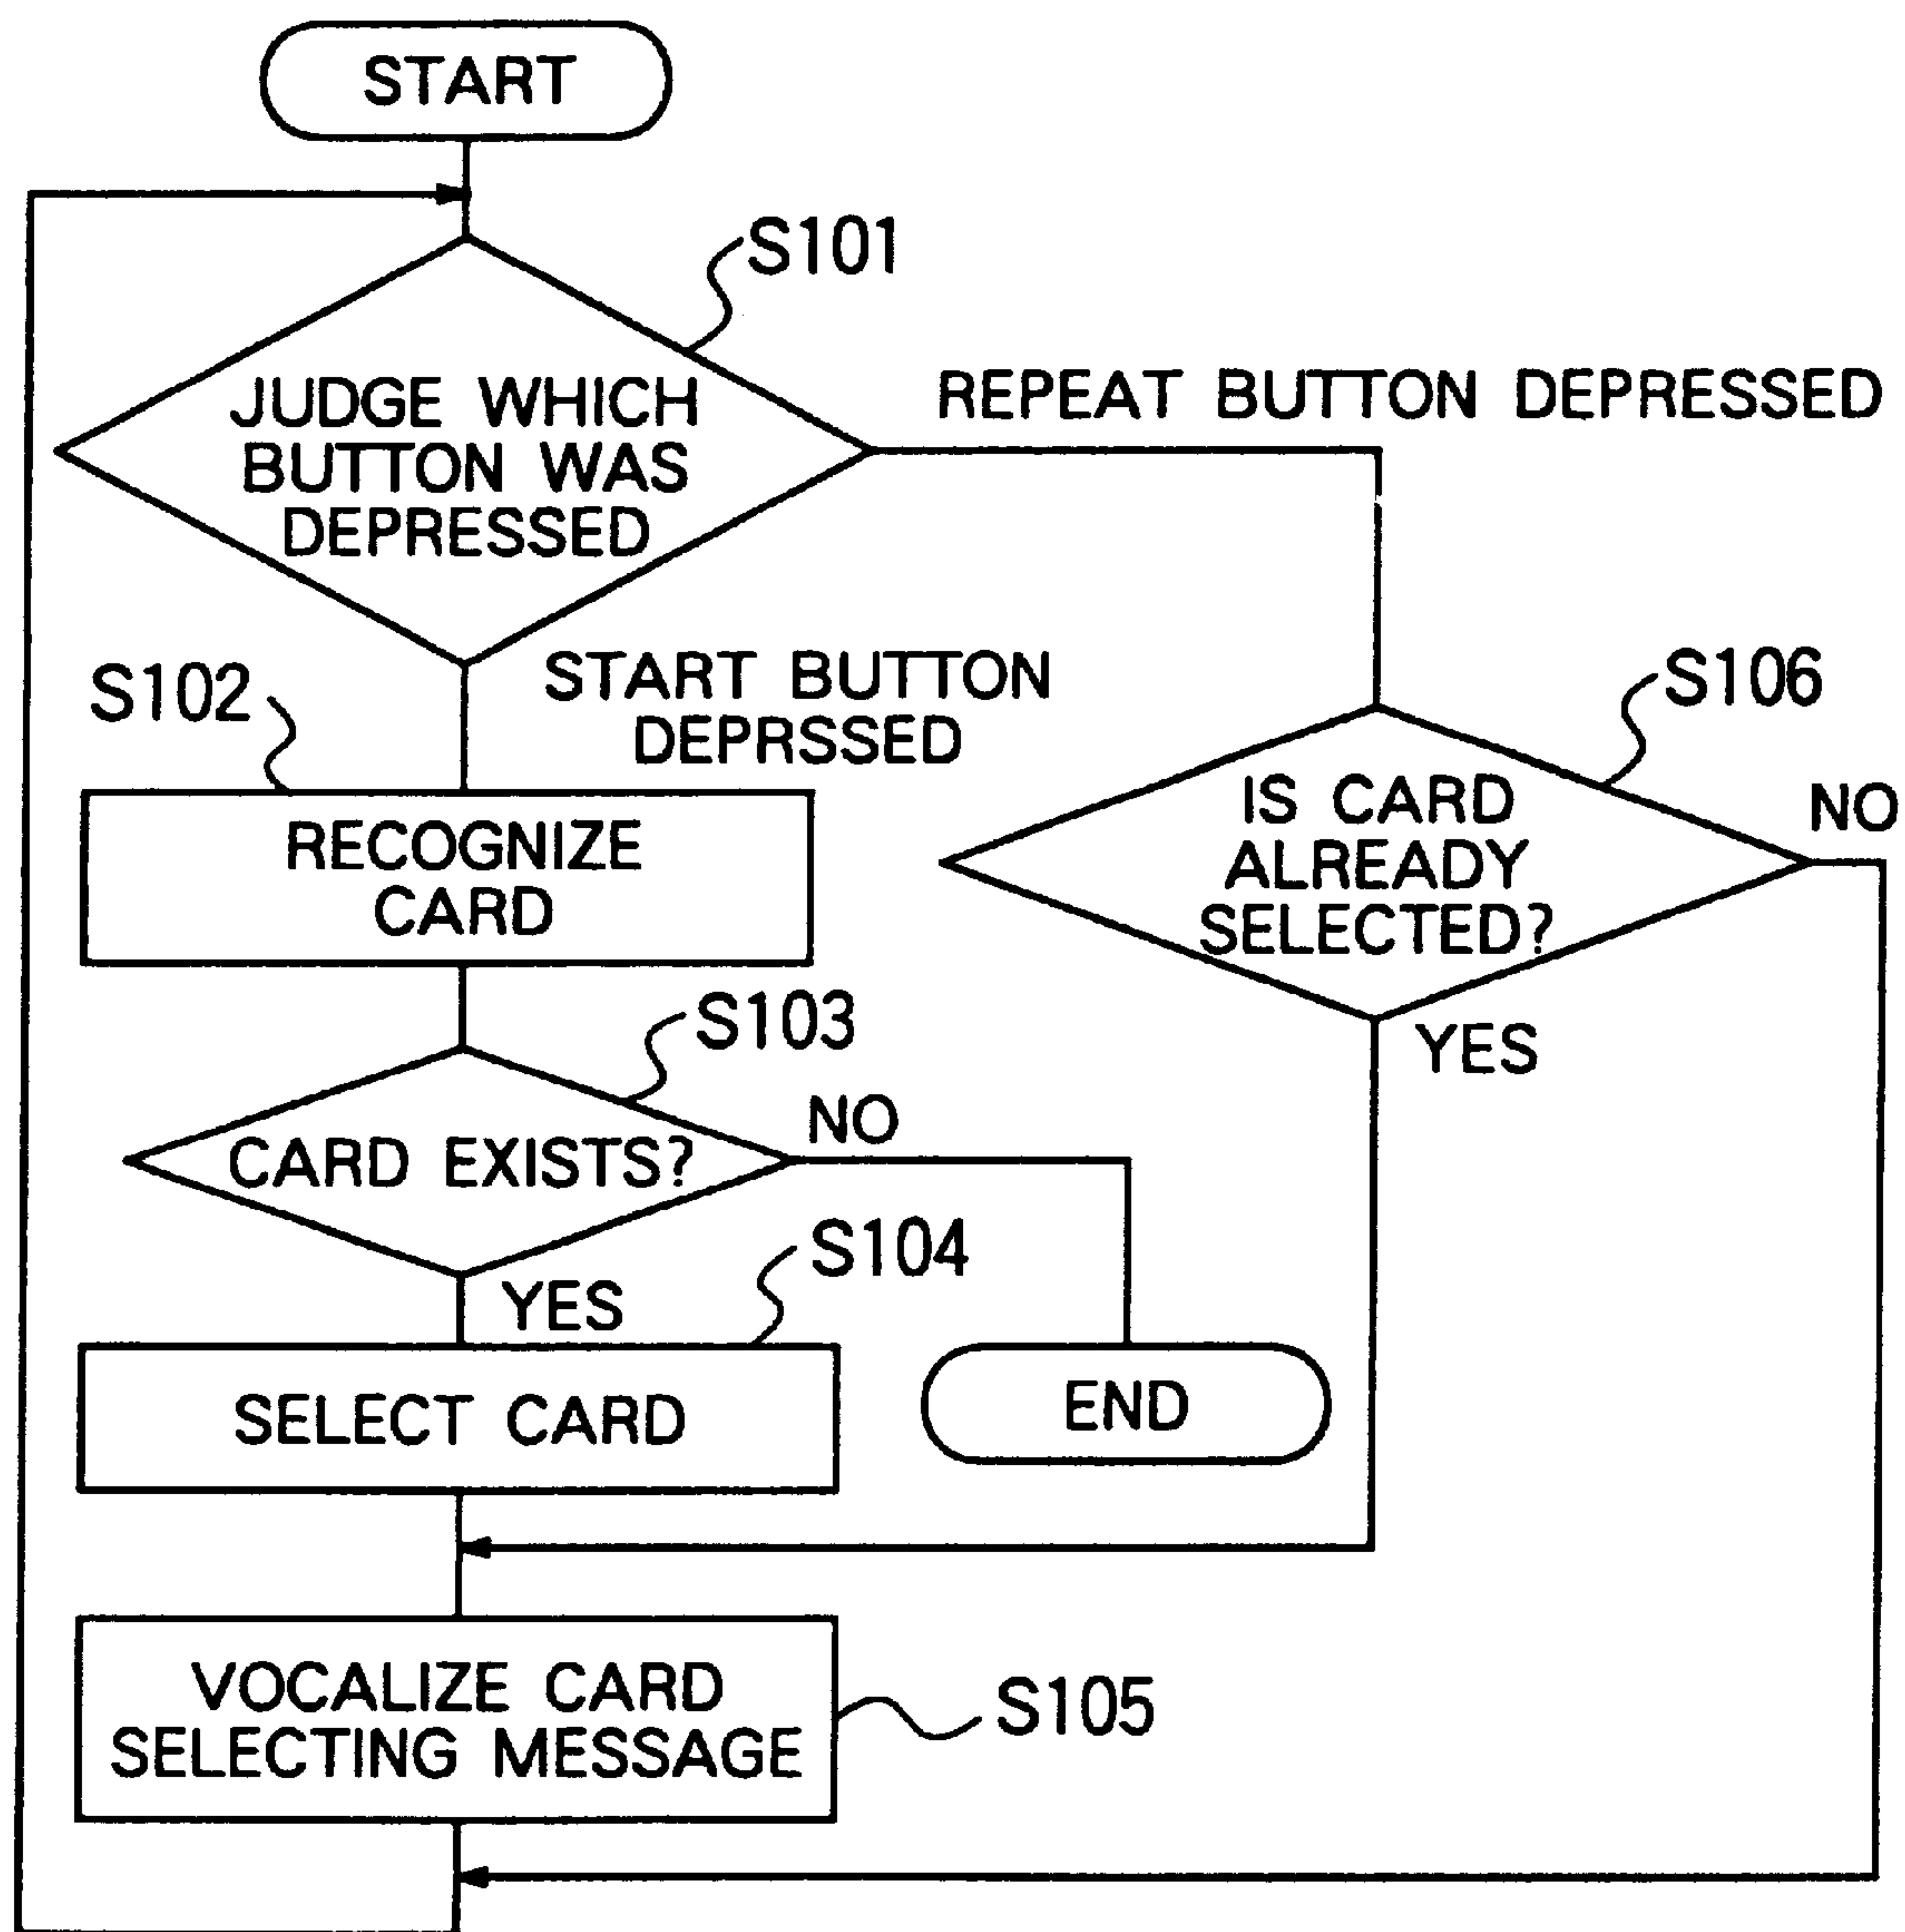 START
S101
JUDGE WHICH
BUTTON WAS
DEPRESSED
REPEAT BUTTON DEPRESSED
START BUTTON
DEPRSSED
S102
RECOGNIZE
CARD
S106
IS CARD
ALREADY
SELECTED?
NO
YES
S103
CARD EXISTS?
NO
YES
S104
SELECT CARD
END
VOCALIZE CARD
SELECTING MESSAGE
S105